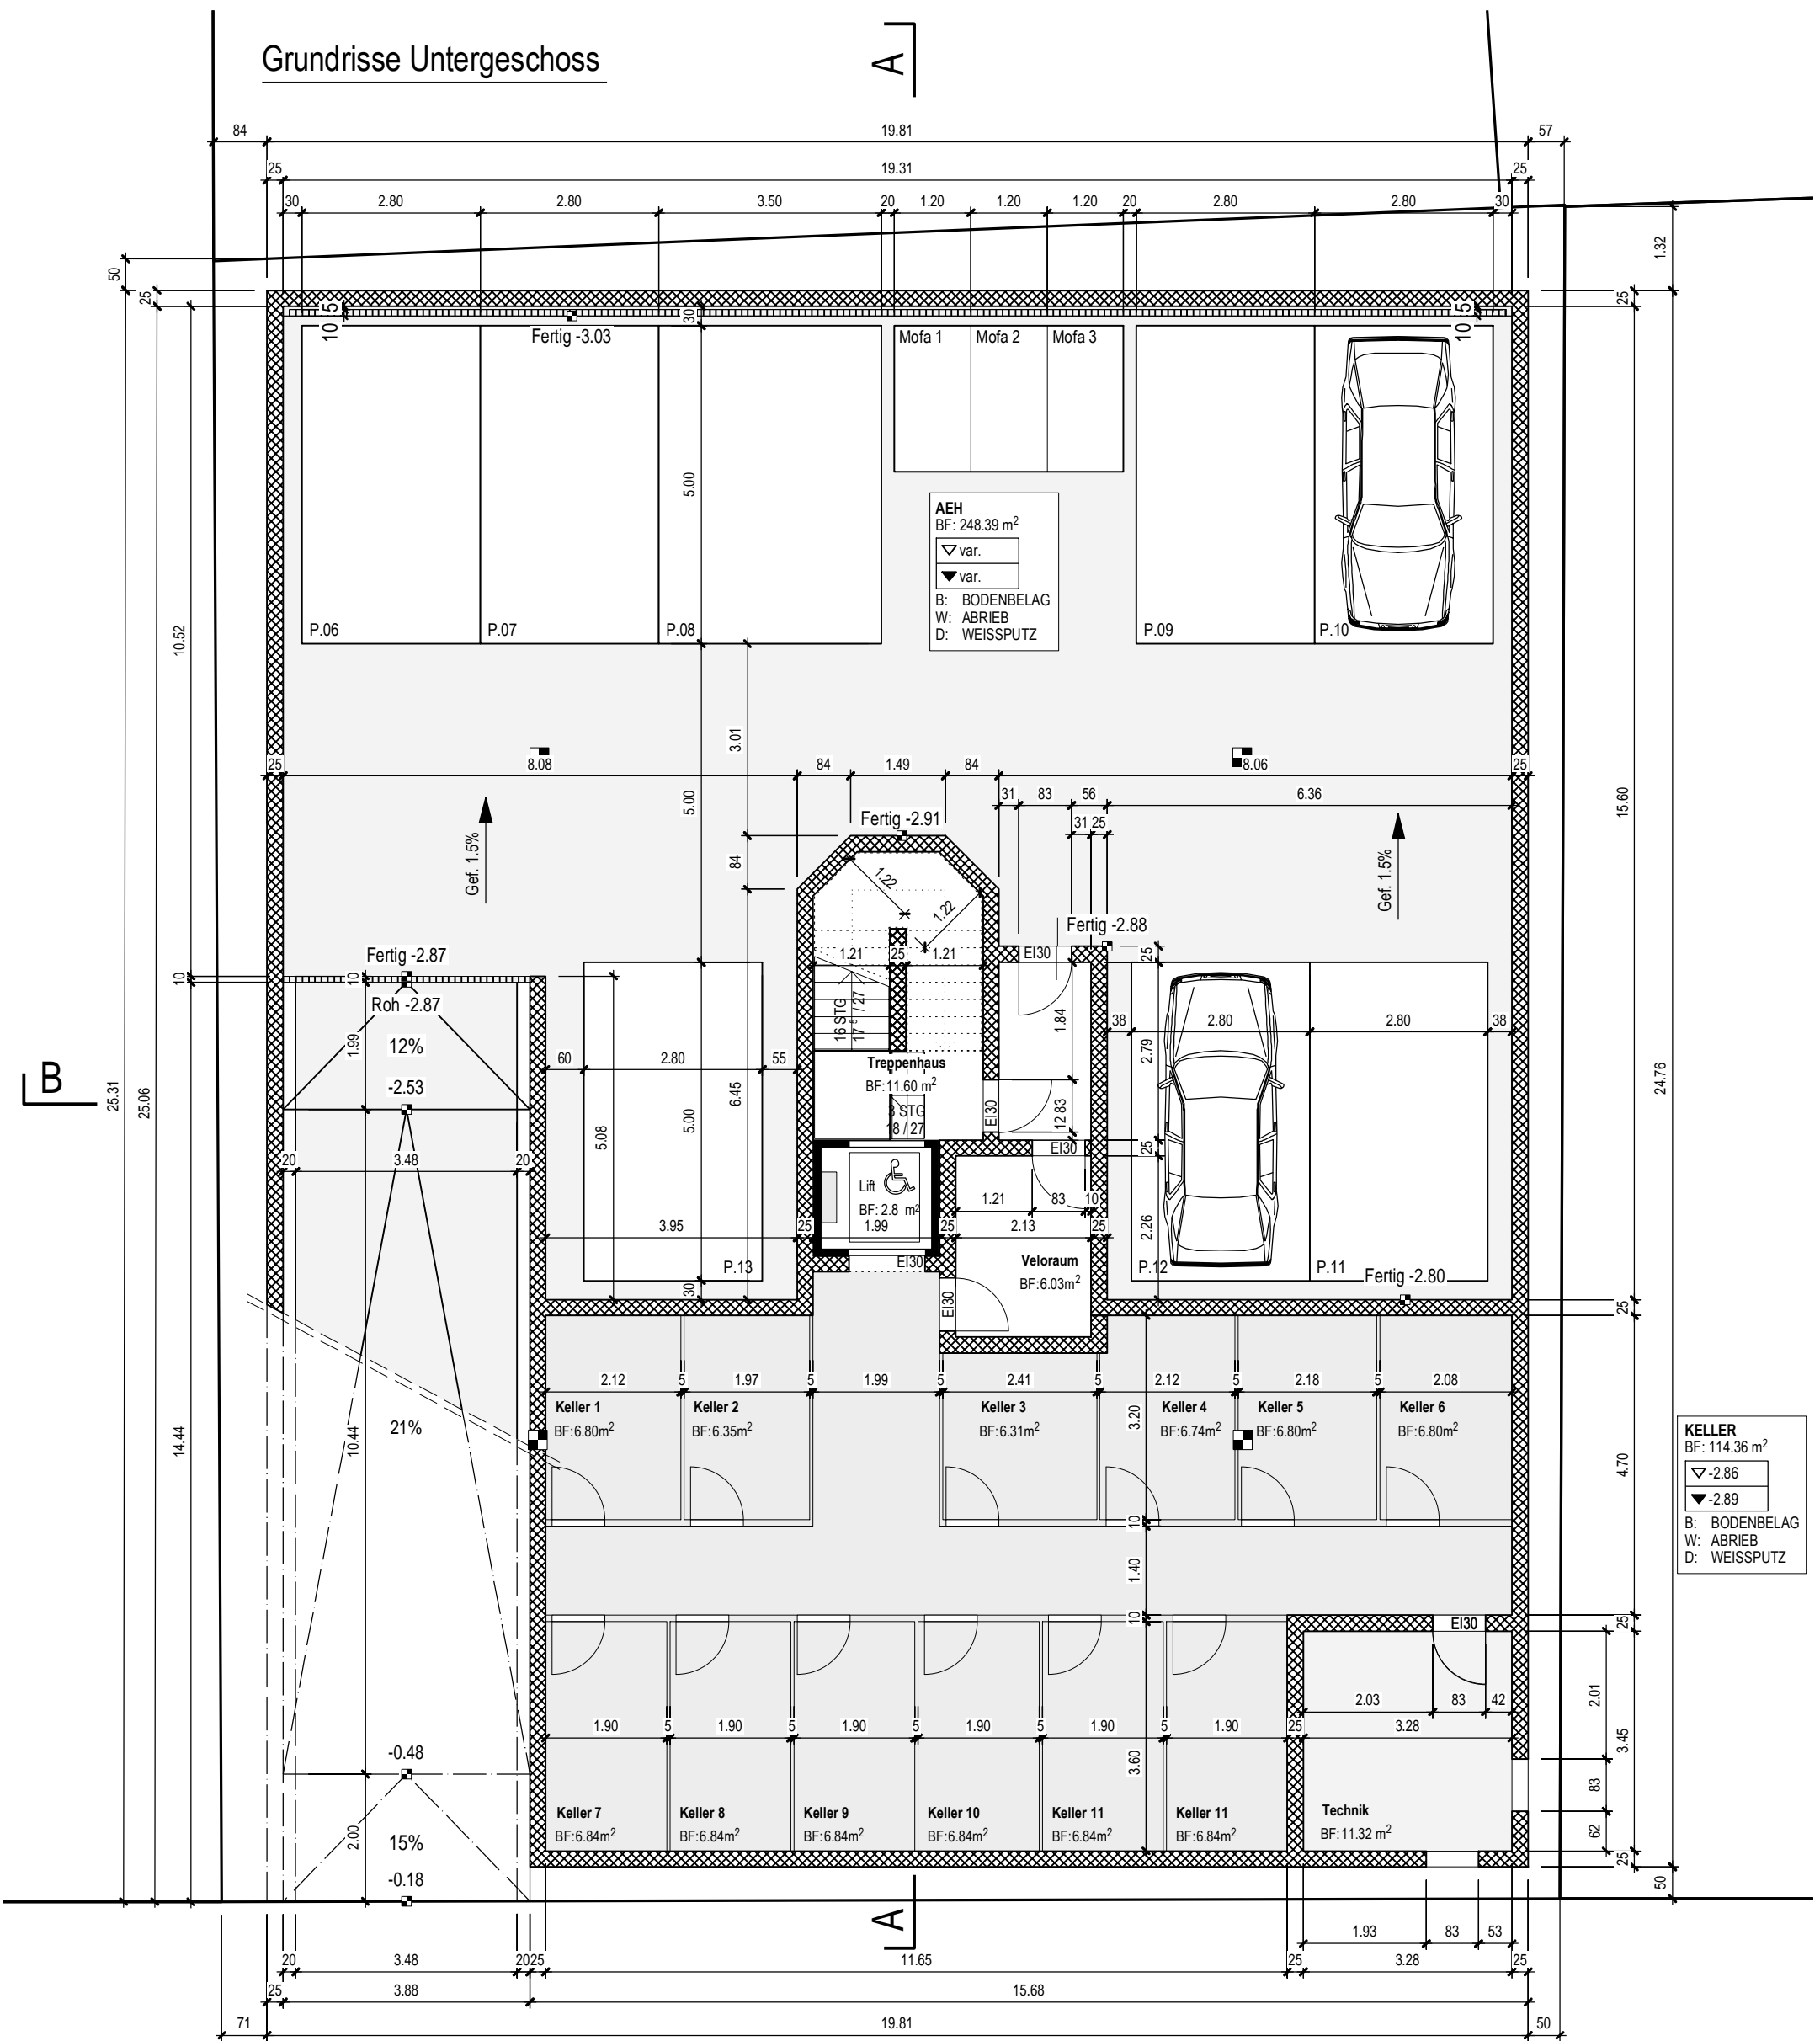 Grundrisse Untergeschoss
A
84
19.81
57
25
19.31
25
30
2.80
2.80
3.50
20
1.20
1.20
1.20
20
2.80
2.80
30
50
25
1.32
25
10
5
30
10
5
Fertig -3.03
Mofa 1
Mofa 2
Mofa 3
5.00
AEH
BF: 248.39 m²
var.
var.
B: BODENBELAG
W: ABRIEB
D: WEISSPUTZ
P.06
P.07
P.08
P.09
P.10
10.52
3.01
25
8.08
84
1.49
84
8.06
25
15.60
31
83
56
6.36
31
25
5.00
Fertig -2.91
Gef. 1.5%
84
Gef. 1.5%
1.22
1.22
Fertig -2.88
Fertig -2.87
1.21
25
1.21
EI30
25
10
10
Roh -2.87
16 STG
17⁵ / 27
1.84
1.99
12%
38
2.80
2.80
38
2.79
60
2.80
55
Treppenhaus
BF: 11.60 m²
B
-2.53
25.31
25.06
6.45
24.76
5.08
5.00
3 STG
18 / 27
EI30
83
12
EI30
25
20
3.48
20
Lift
BF: 2.8 m²
1.99
1.21
83
10
3.95
25
25
2.13
25
2.26
P.13
EI30
Veloraum
BF:6.03m²
P.12
P.11
Fertig -2.80
30
EI30
25
2.12
5
1.97
5
1.99
5
2.41
5
2.12
5
2.18
5
2.08
Keller 1
BF:6.80m²
Keller 2
BF:6.35m²
Keller 3
BF:6.31m²
Keller 4
BF:6.74m²
Keller 5
BF:6.80m²
Keller 6
BF:6.80m²
3.20
21%
10.44
14.44
4.70
KELLER
BF: 114.36 m²
-2.86
-2.89
B: BODENBELAG
W: ABRIEB
D: WEISSPUTZ
10
1.40
10
EI30
25
2.03
83
42
2.01
1.90
5
1.90
5
1.90
5
1.90
5
1.90
5
1.90
25
3.28
3.45
3.60
-0.48
83
Keller 7
BF:6.84m²
Keller 8
BF:6.84m²
Keller 9
BF:6.84m²
Keller 10
BF:6.84m²
Keller 11
BF:6.84m²
Keller 11
BF:6.84m²
Technik
BF: 11.32 m²
2.00
15%
62
-0.18
25
50
A
1.93
83
53
20
3.48
20
25
11.65
25
3.28
25
25
3.88
15.68
71
19.81
50